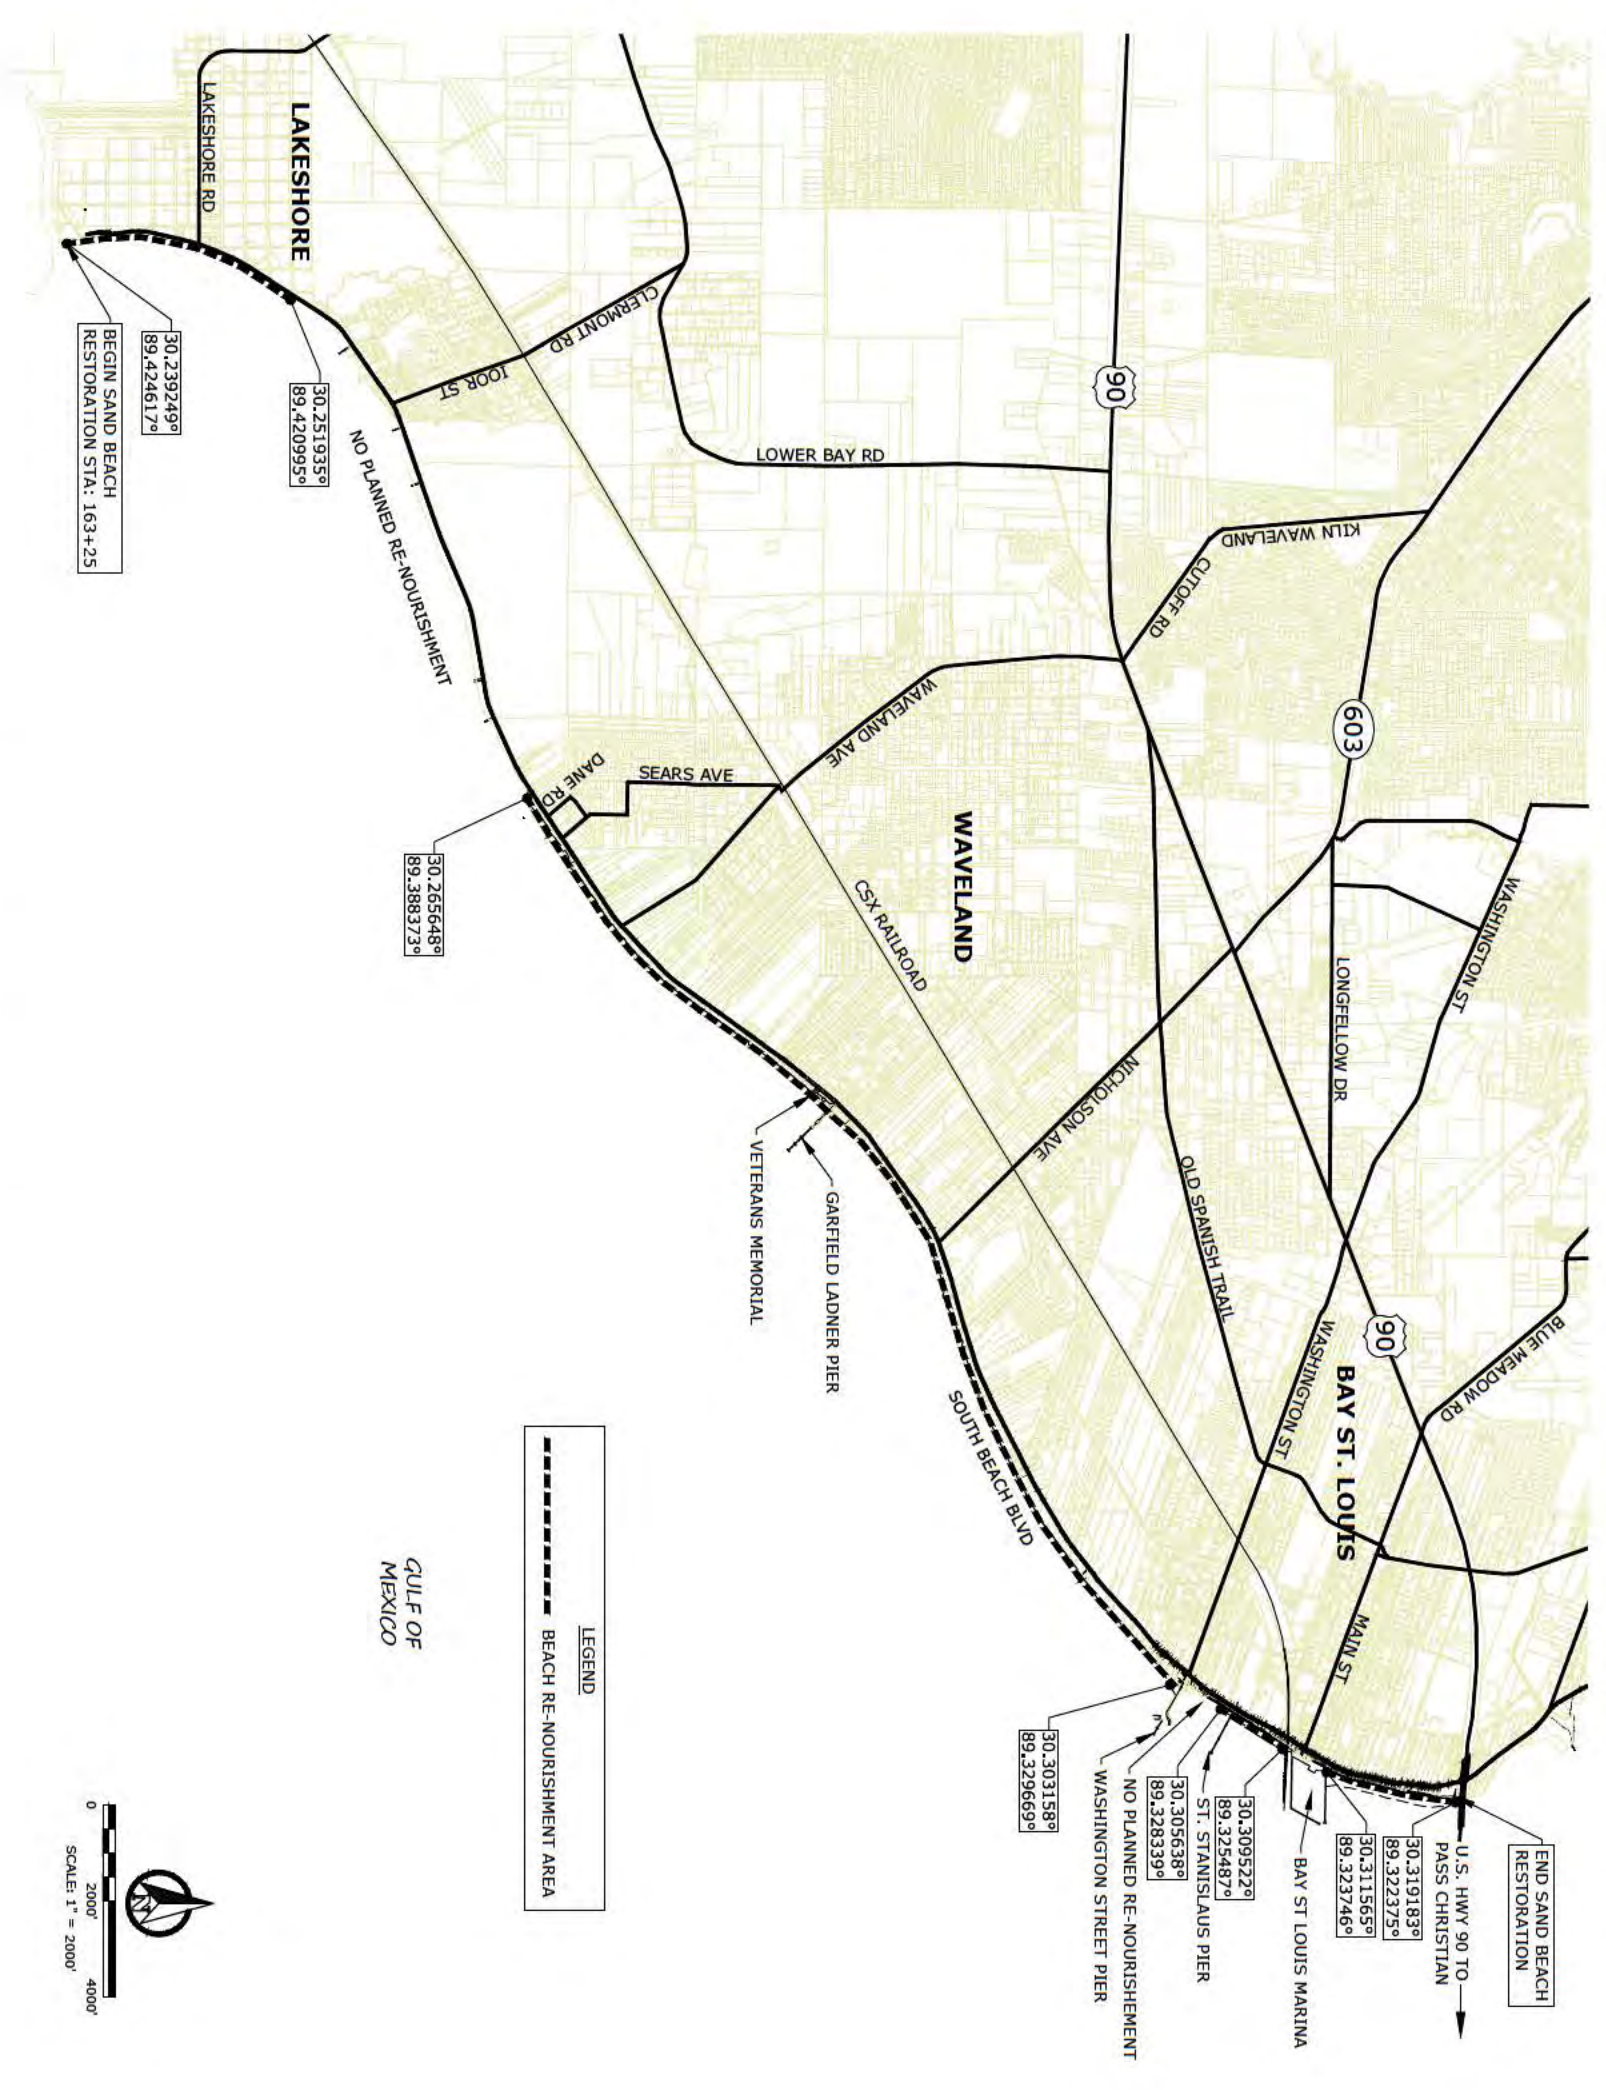 LAKESHORE RD
LAKESHORE
30.239249°
89.424617°
BEGIN SAND BEACH
RESTORATION STA: 163+25
30.251935°
89.420995°
CLERMONT RD
IOOR ST
NO PLANNED RE-NOURISHMENT
LOWER BAY RD
90
KILN WAVELAND
CUTOFF RD
603
WAVELAND AVE
SEARS AVE
DANE RD
30.265648°
89.388373°
WAVELAND
CSX RAILROAD
WASHINGTON ST
LONGFELLOW DR
NICHOLSON AVE
OLD SPANISH TRAIL
VETERANS MEMORIAL
GARFIELD LADNER PIER
SOUTH BEACH BLVD
BLUE MEADOW RD
90
WASHINGTON ST
BAY ST. LOUIS
MAIN ST
END SAND BEACH
RESTORATION
U.S. HWY 90 TO
PASS CHRISTIAN
30.319183°
89.322375°
30.311565°
89.323746°
BAY ST LOUIS MARINA
30.309522°
89.325487°
ST. STANISLAUS PIER
30.305638°
89.328339°
NO PLANNED RE-NOURISHEMENT
WASHINGTON STREET PIER
30.303158°
89.329669°
LEGEND
BEACH RE-NOURISHMENT AREA
GULF OF
MEXICO
N
0 2000' 4000'
SCALE: 1" = 2000'